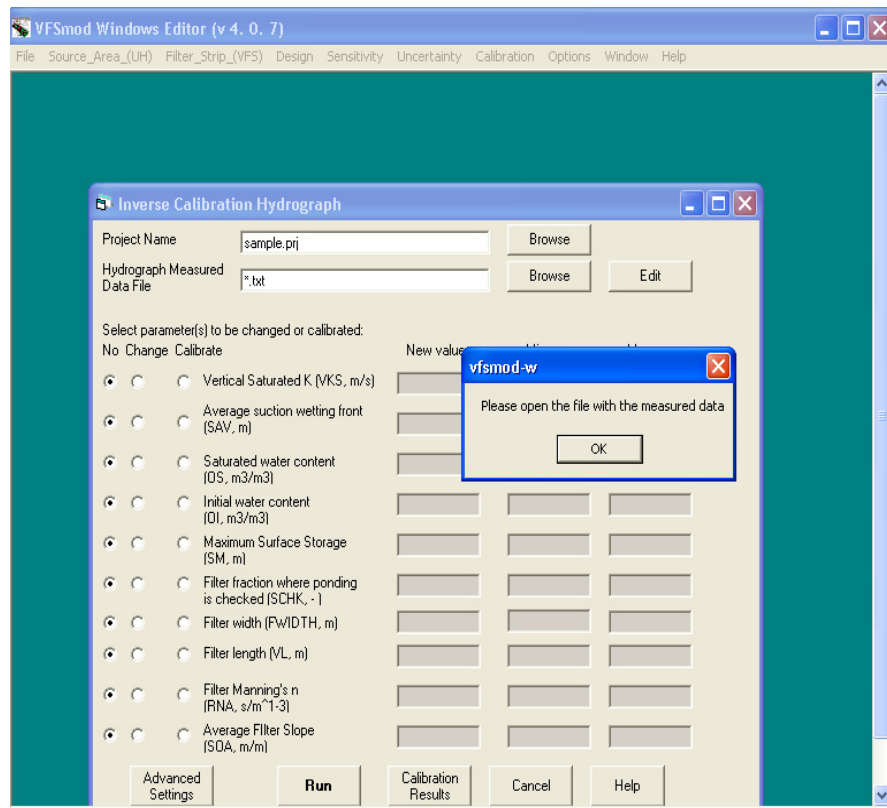 VFSmod Windows Editor (v 4. 0. 7)
File Source_Area_(UH) Filter_Strip_(VFS) Design Sensitivity Uncertainty Calibration Options Window Help
Inverse Calibration Hydrograph
Project Name sample.prj Browse
Hydrograph Measured
Data File *.txt Browse Edit
Select parameter(s) to be changed or calibrated:
No Change Calibrate New value
vfsmod-w
Please open the file with the measured data
OK
Vertical Saturated K (VKS, m/s)
Average suction wetting front
(SAV, m)
Saturated water content
(OS, m3/m3)
Initial water content
(OI, m3/m3)
Maximum Surface Storage
(SM, m)
Filter fraction where ponding
is checked (SCHK, - )
Filter width (FWIDTH, m)
Filter length (VL, m)
Filter Manning's n
(RNA, s/m^1-3)
Average FIlter Slope
(SOA, m/m)
Advanced
Settings
Run
Calibration
Results
Cancel
Help